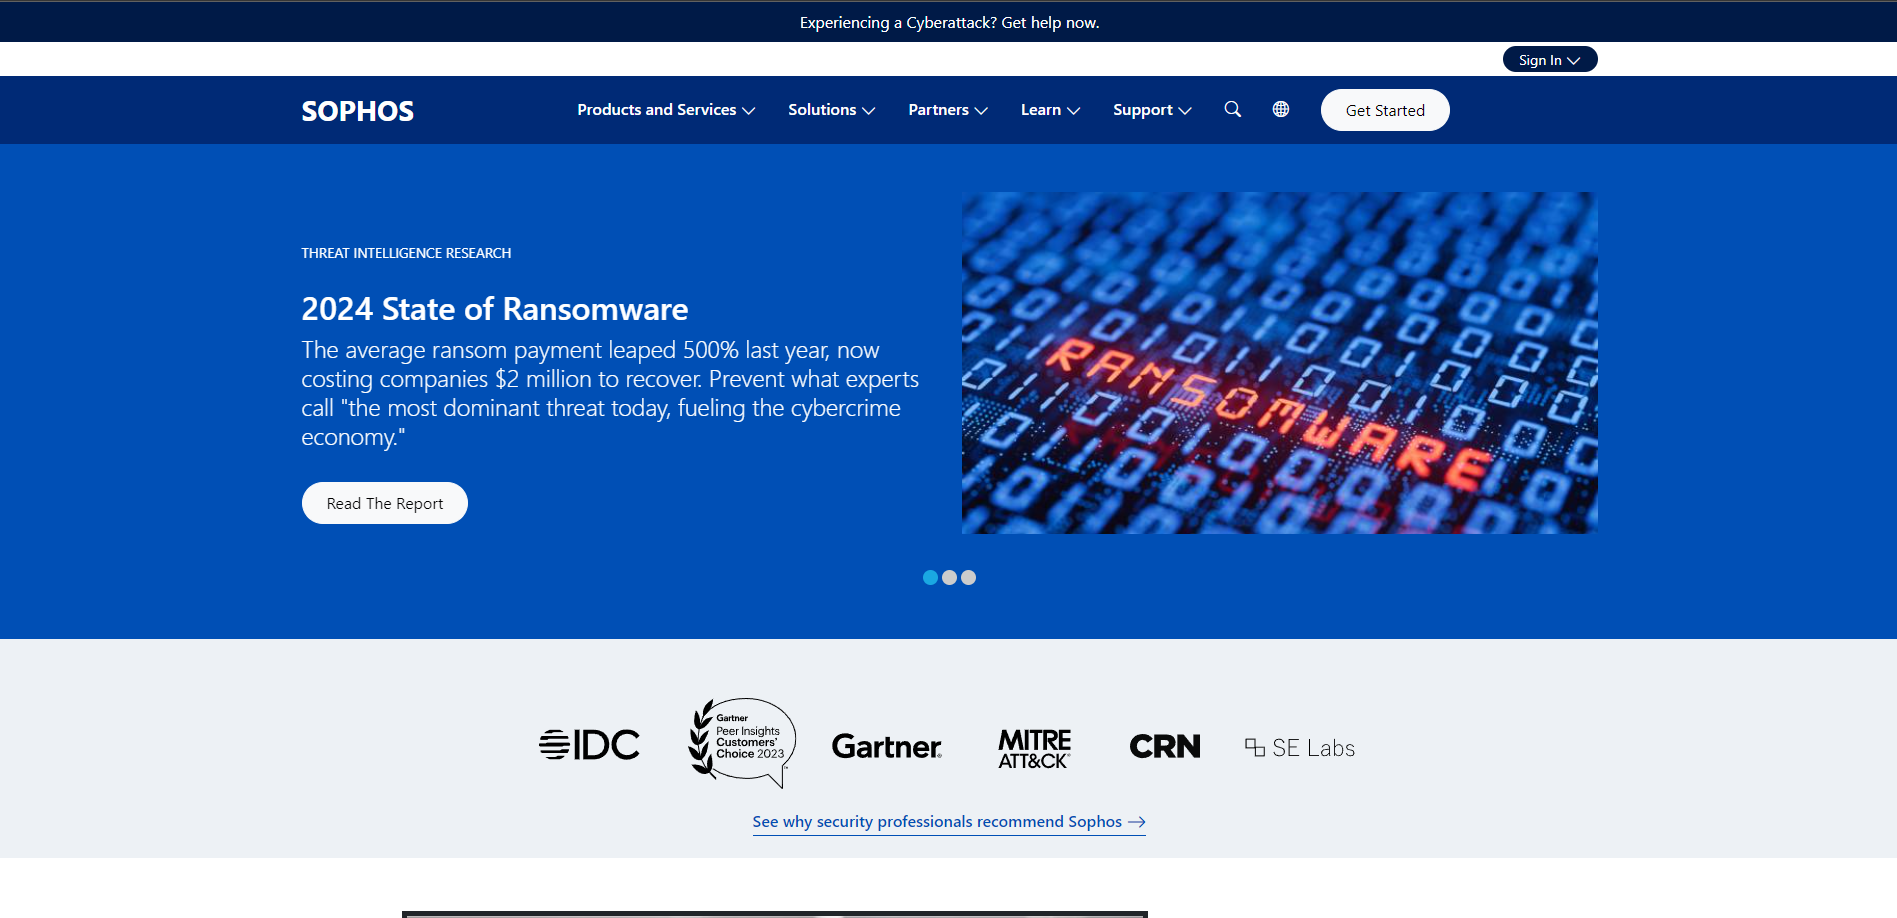 Experiencing a Cyberattack? Get help now.
Sign In
SOPHOS
Products and Services
Solutions
Partners
Learn
Support
Get Started
THREAT INTELLIGENCE RESEARCH
2024 State of Ransomware
The average ransom payment leaped 500% last year, now
costing companies $2 million to recover. Prevent what experts
call "the most dominant threat today, fueling the cybercrime
economy."
Read The Report
RANSOMWARE
IDC
Gartner
Peer Insights
Customers'
Choice 2023
Gartner
MITRE
ATT&CK
CRN
SE Labs
See why security professionals recommend Sophos